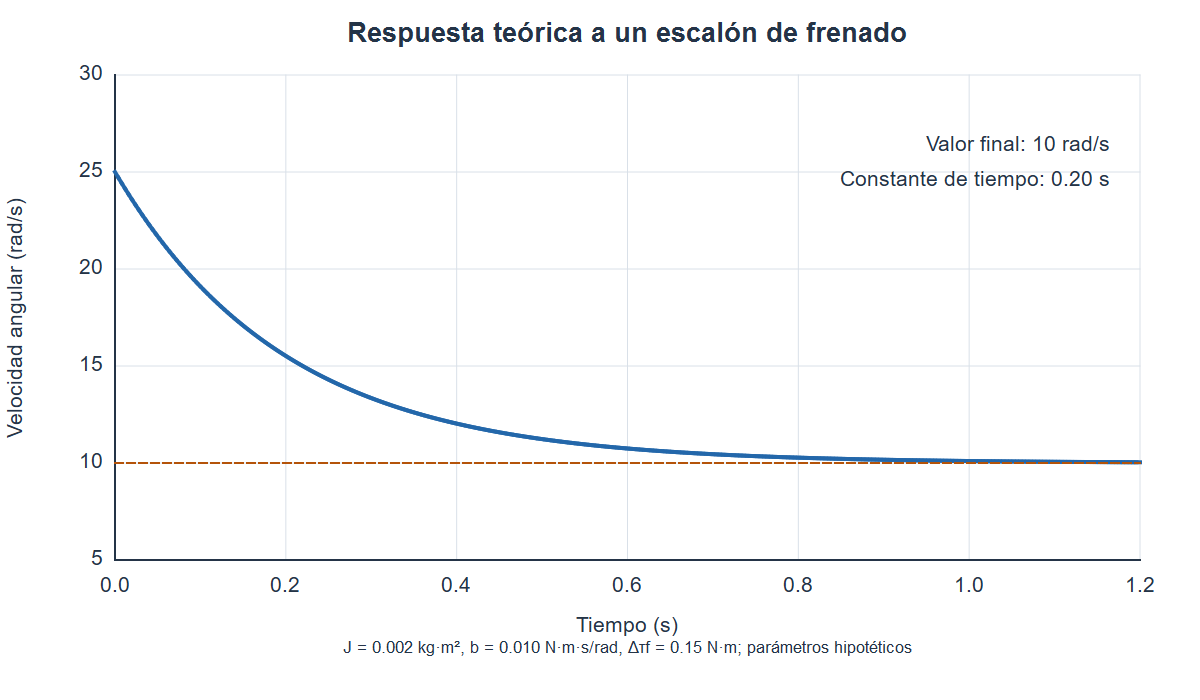 Respuesta teórica a un escalón de frenado
30
25
20
15
10
5
Velocidad angular (rad/s)
Valor final: 10 rad/s
Constante de tiempo: 0.20 s
0.0 0.2 0.4 0.6 0.8 1.0 1.2
Tiempo (s)
J = 0.002 kg·m², b = 0.010 N·m·s/rad, Δτf = 0.15 N·m; parámetros hipotéticos